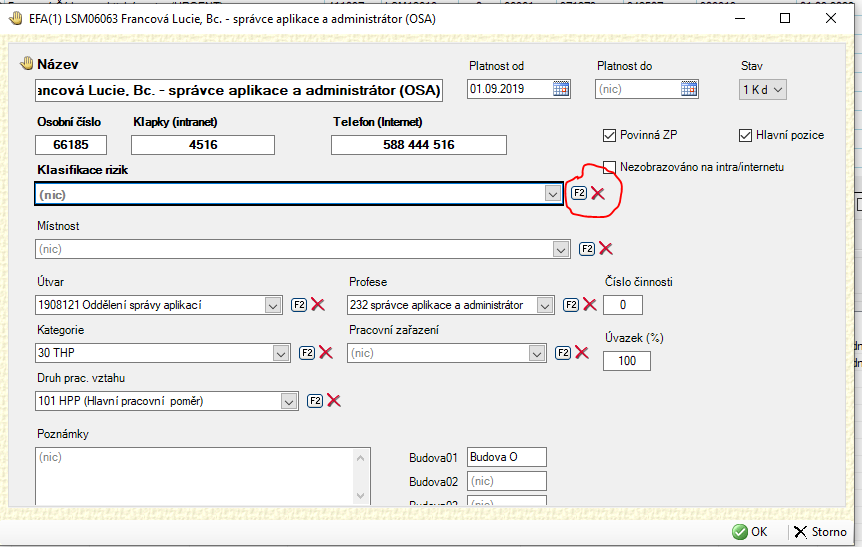 EFA(1) LSM06063 Francová Lucie, Bc. - správce aplikace a administrátor (OSA)
Název
Platnost od
Platnost do
Stav
ancová Lucie, Bc. - správce aplikace a administrátor (OSA)
01.09.2019
(nic)
1 K d
Osobní číslo
Klapky (intranet)
Telefon (Internet)
Povinná ZP
Hlavní pozice
66185
4516
588 444 516
Klasifikace rizik
Nezobrazováno na intra/internetu
(nic)
F2
Místnost
(nic)
F2
Útvar
Profese
Číslo činnosti
1908121 Oddělení správy aplikací
F2
232 správce aplikace a administrátor
F2
0
Kategorie
Pracovní zařazení
Úvazek (%)
30 THP
F2
(nic)
F2
100
Druh prac. vztahu
101 HPP (Hlavní pracovní poměr)
F2
Poznámky
(nic)
Budova01
Budova O
Budova02
(nic)
Budova03
(nic)
OK
Storno